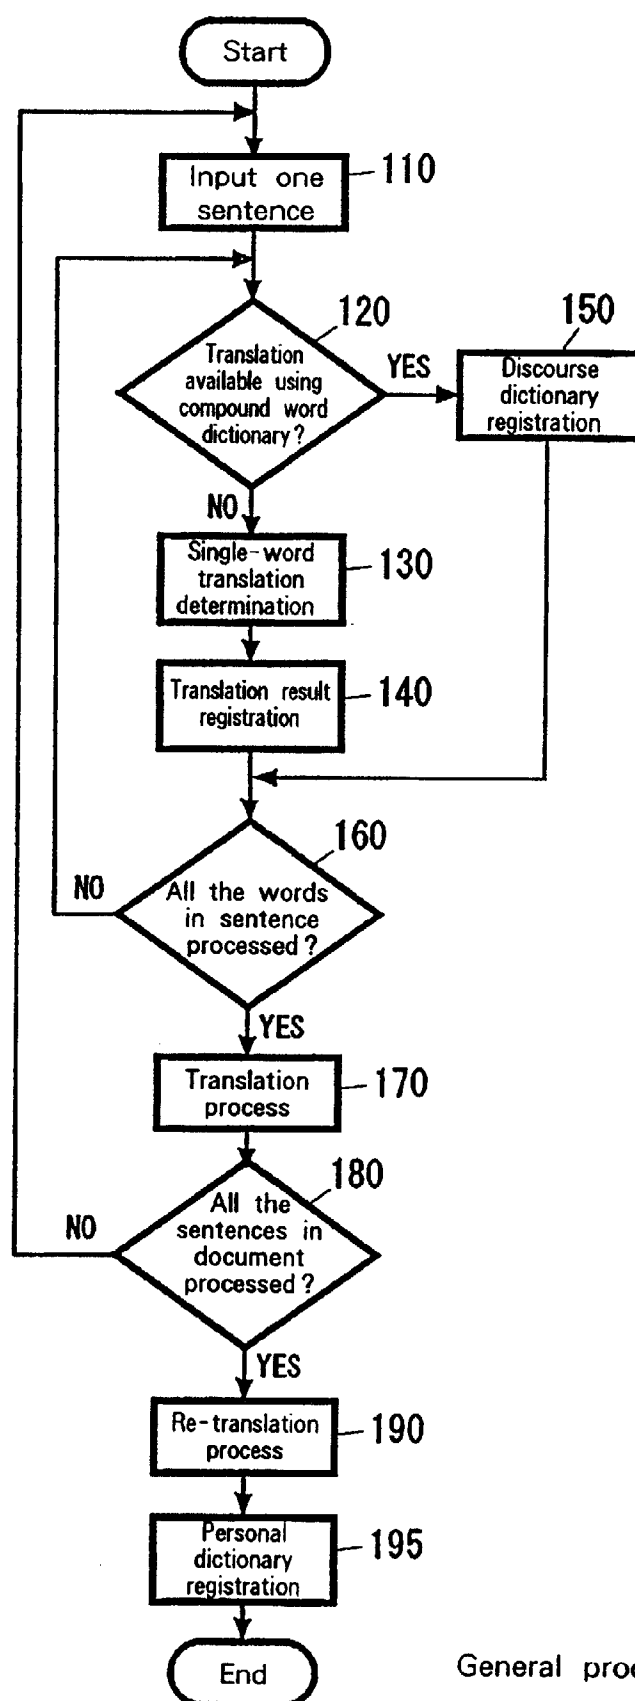 Start
Input one
sentence
110
120
Translation
available using
compound word
dictionary?
YES
150
Discourse
dictionary
registration
NO
Single-word
translation
determination
130
Translation result
registration
140
160
All the words
in sentence
processed?
NO
YES
Translation
process
170
180
All the
sentences in
document
processed?
NO
YES
Re-translation
process
190
Personal
dictionary
registration
195
End
General